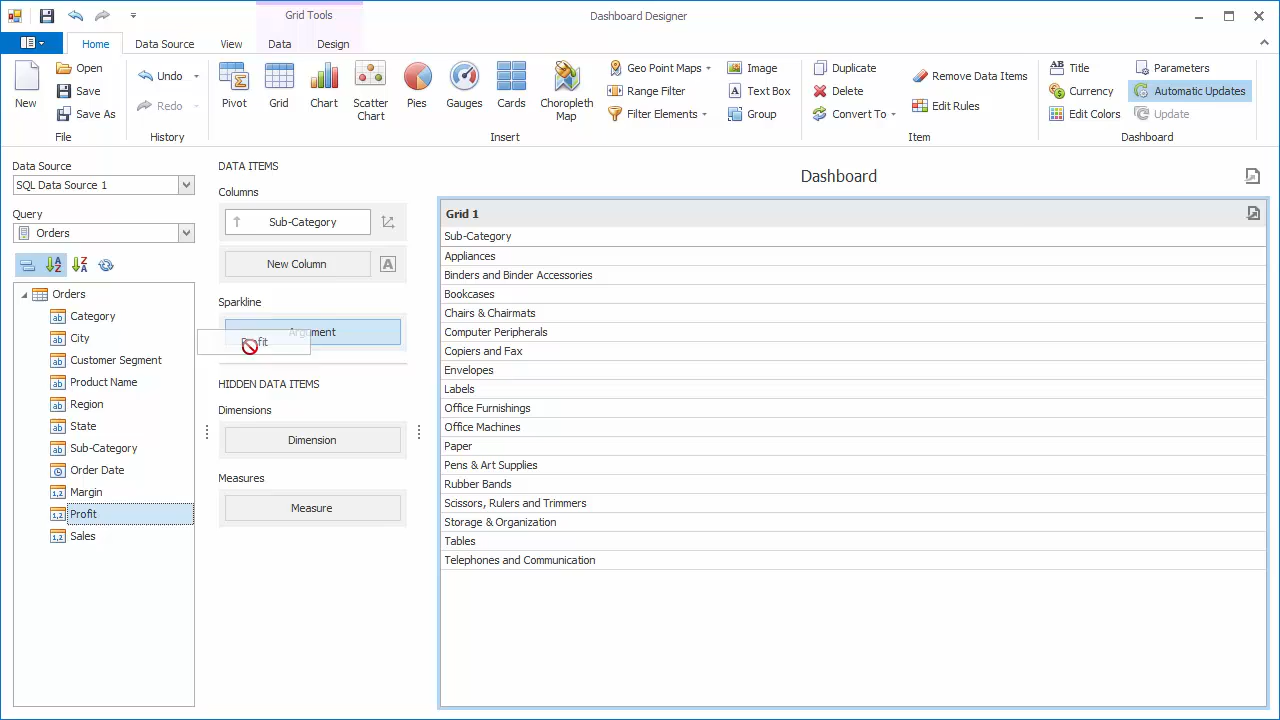 Grid Tools
Dashboard Designer
Home
Data Source
View
Data
Design
New
Open
Save
Save As
File
Undo
Redo
History
Pivot
Grid
Chart
Scatter
Chart
Pies
Gauges
Cards
Choropleth
Map
Geo Point Maps
Range Filter
Filter Elements
Image
Text Box
Group
Insert
Duplicate
Delete
Convert To
Remove Data Items
Edit Rules
Item
Title
Currency
Edit Colors
Parameters
Automatic Updates
Update
Dashboard
Data Source
SQL Data Source 1
Query
Orders
Orders
Category
City
Customer Segment
Product Name
Region
State
Sub-Category
Order Date
Margin
Profit
Sales
DATA ITEMS
Columns
Sub-Category
New Column
Sparkline
Argument
Profit
HIDDEN DATA ITEMS
Dimensions
Dimension
Measures
Measure
Dashboard
Grid 1
Sub-Category
Appliances
Binders and Binder Accessories
Bookcases
Chairs & Chairmats
Computer Peripherals
Copiers and Fax
Envelopes
Labels
Office Furnishings
Office Machines
Paper
Pens & Art Supplies
Rubber Bands
Scissors, Rulers and Trimmers
Storage & Organization
Tables
Telephones and Communication